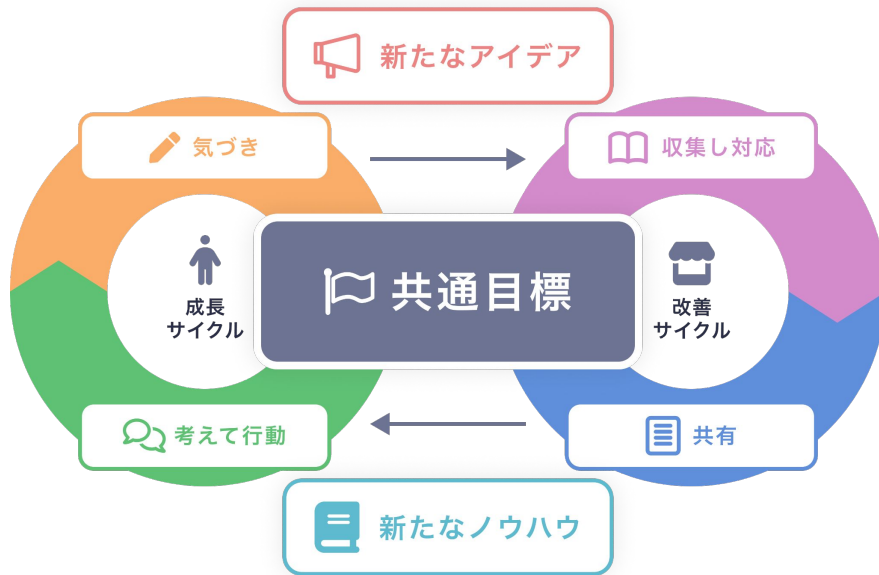 新たなアイデア
気づき
収集し対応
成長
サイクル
共通目標
改善
サイクル
考えて行動
共有
新たなノウハウ